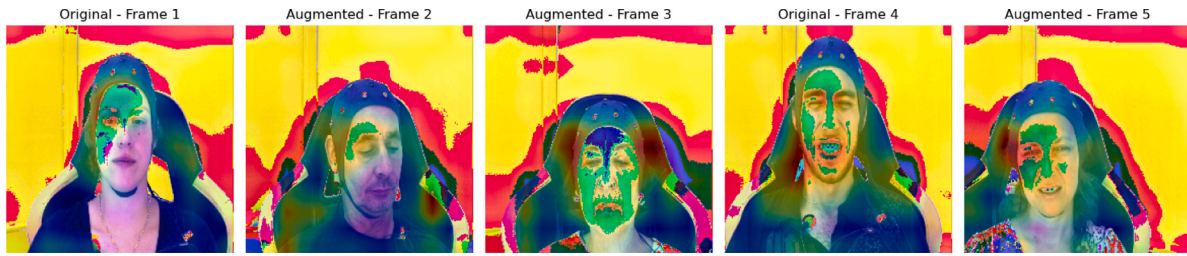 Original - Frame 1
Augmented - Frame 2
Augmented - Frame 3
Original - Frame 4
Augmented - Frame 5